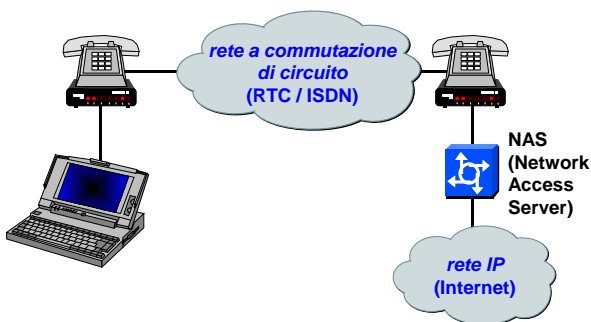 rete a commutazione
di circuito
(RTC / ISDN)
NAS
(Network
Access
Server)
rete IP
(Internet)